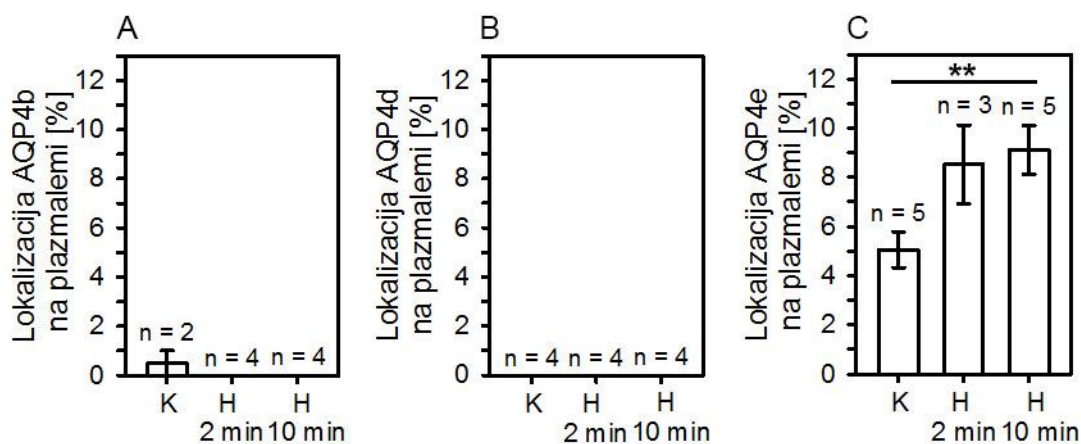 A
Lokalizacija AQP4b
na plazmalemi [%]
12
10
8
6
4
2
0
n = 2
n = 4
n = 4
K
H
H
2 min
10 min
B
Lokalizacija AQP4d
na plazmalemi [%]
12
10
8
6
4
2
0
n = 4
n = 4
n = 4
K
H
H
2 min
10 min
C
Lokalizacija AQP4e
na plazmalemi [%]
12
10
8
6
4
2
0
**
n = 3
n = 5
n = 5
K
H
H
2 min
10 min